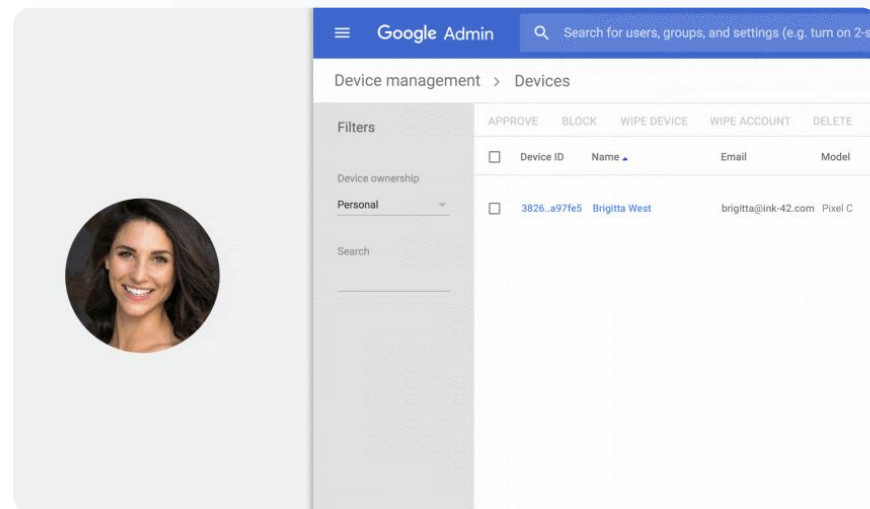 Google Admin
Search for users, groups, and settings (e.g. turn on 2-s
Device management > Devices
Filters
APPROVE BLOCK WIPE DEVICE WIPE ACCOUNT DELETE
Device ID Name Email Model
Device ownership
Personal
3826..a97fe5 Brigitta West brigitta@ink-42.com Pixel C
Search